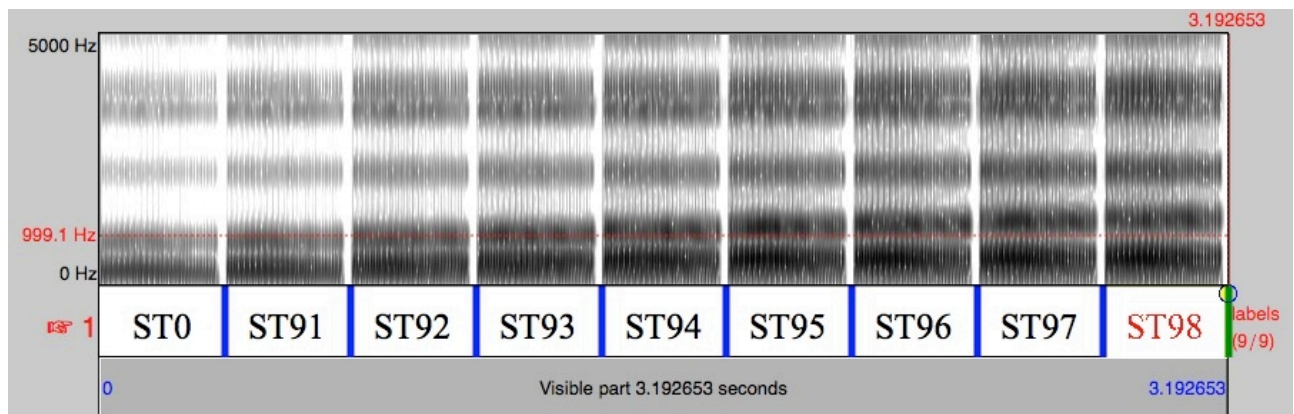 3.192653
5000 Hz
999.1 Hz
0 Hz
☞ 1 ST0 ST91 ST92 ST93 ST94 ST95 ST96 ST97 ST98 labels
(9/9)
0 Visible part 3.192653 seconds 3.192653